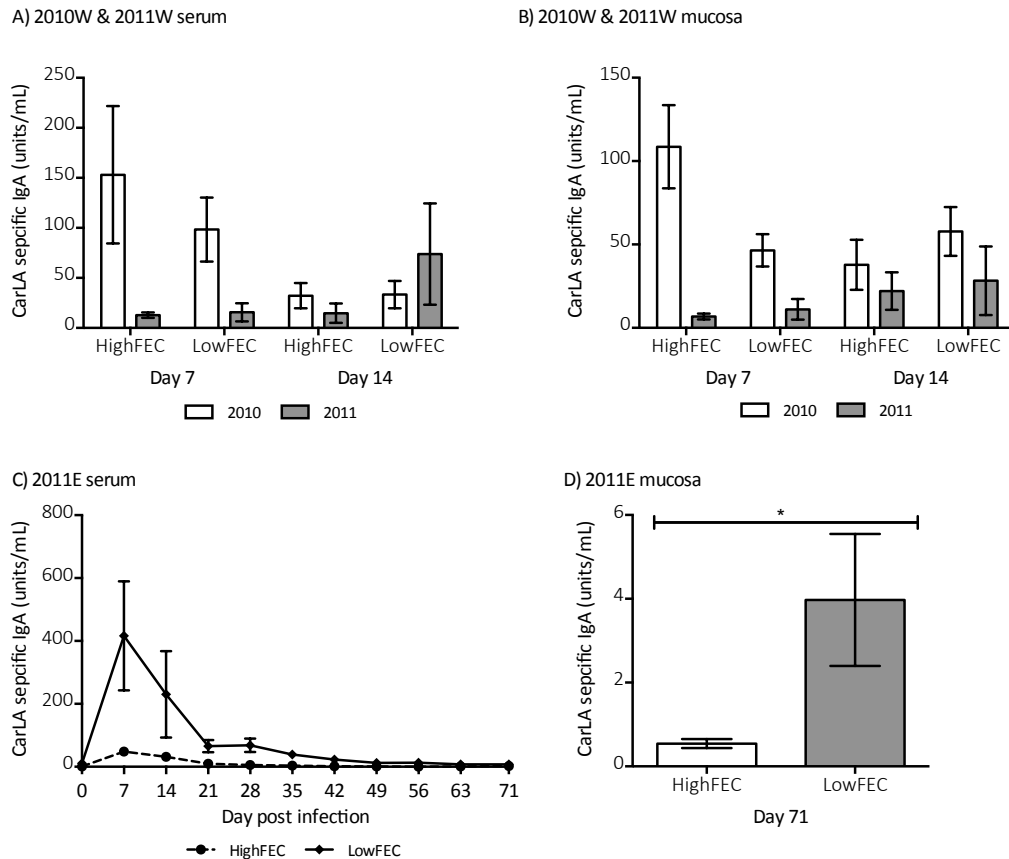 A) 2010W & 2011W serum
CarLA sepcific IgA (units/mL)
250
200
150
100
50
0
HighFEC LowFEC HighFEC LowFEC
Day 7 Day 14
2010 2011
B) 2010W & 2011W mucosa
CarLA sepcific IgA (units/mL)
150
100
50
0
HighFEC LowFEC HighFEC LowFEC
Day 7 Day 14
2010 2011
C) 2011E serum
CarLA sepcific IgA (units/mL)
800
600
400
200
0
0 7 14 21 28 35 42 49 56 63 71
Day post infection
HighFEC LowFEC
D) 2011E mucosa
CarLA sepcific IgA (units/mL)
6
4
2
0
*
HighFEC LowFEC
Day 71